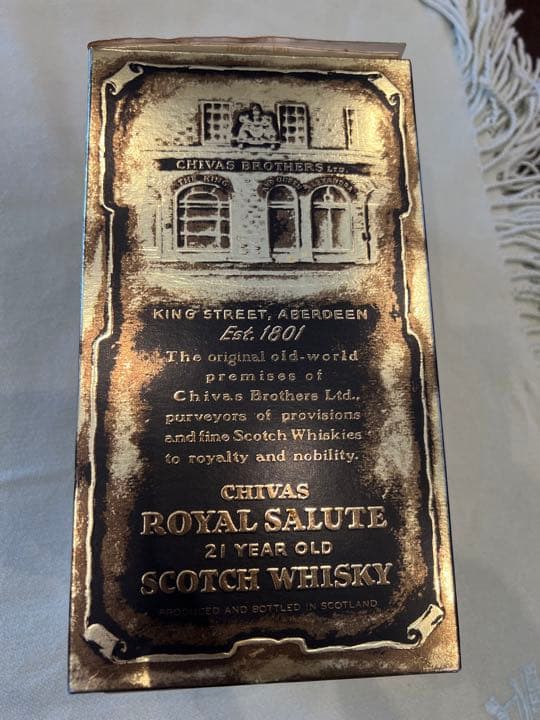 CHIVAS BROTHERS LTD.
THE KING
KING STREET, ABERDEEN
Est. 1801
The original old-world
premises of
Chivas Brothers Ltd.,
purveyors of provisions
and fine Scotch Whiskies
to royalty and nobility.
CHIVAS
ROYAL SALUTE
21 YEAR OLD
SCOTCH WHISKY
PRODUCED AND BOTTLED IN SCOTLAND